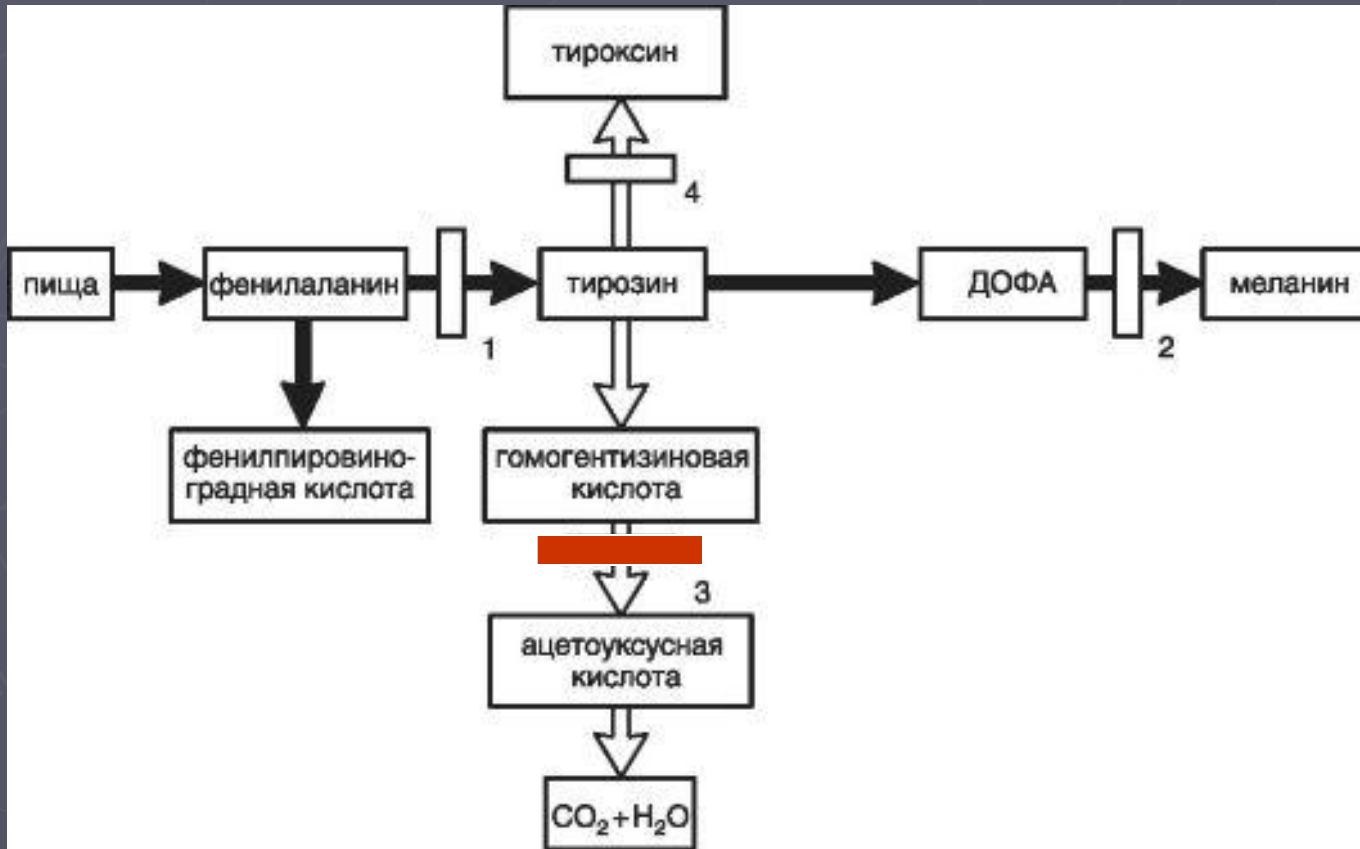 тироксин
4
пища
фенилаланин
тирозин
ДОФА
меланин
1
2
фенилпировино-
градная кислота
гомогентизиновая
кислота
3
ацетоуксусная
кислота
CO₂+H₂O